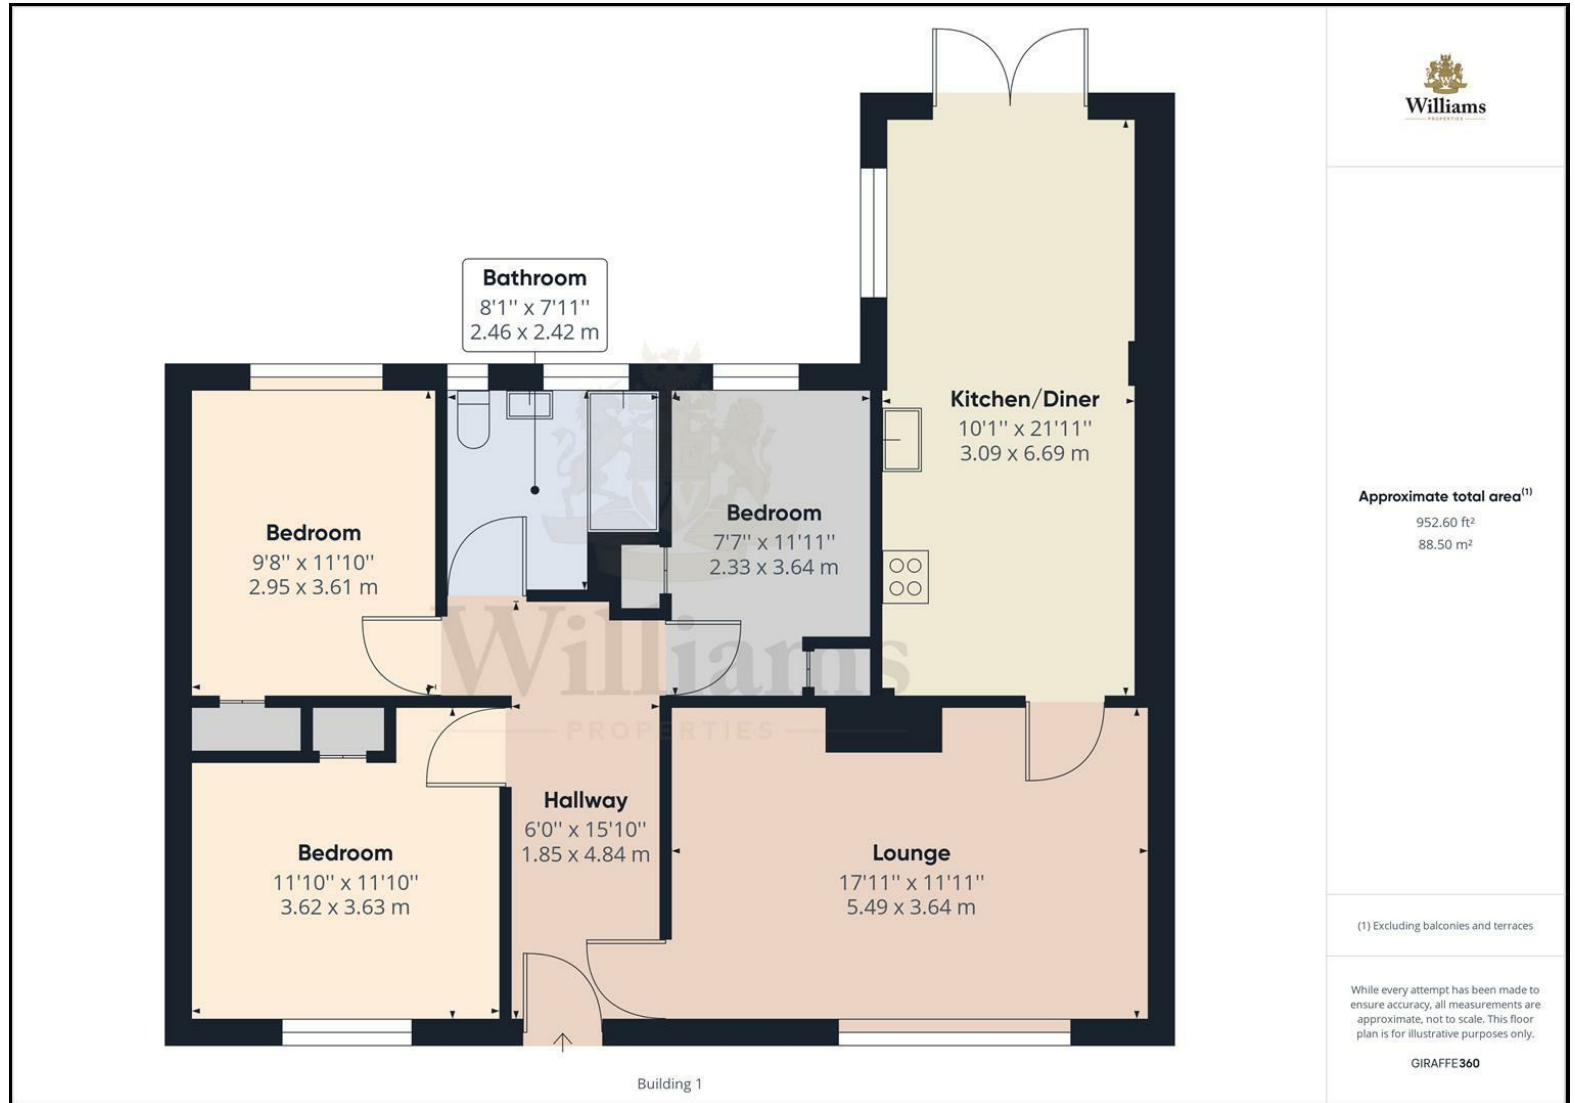 Bathroom
8'1'' x 7'11''
2.46 x 2.42 m
Kitchen/Diner
10'1'' x 21'11''
3.09 x 6.69 m
Bedroom
9'8'' x 11'10''
2.95 x 3.61 m
Bedroom
7'7'' x 11'11''
2.33 x 3.64 m
Williams
PROPERTIES
Hallway
6'0'' x 15'10''
1.85 x 4.84 m
Bedroom
11'10'' x 11'10''
3.62 x 3.63 m
Lounge
17'11'' x 11'11''
5.49 x 3.64 m
Building 1
Williams
PROPERTIES
Approximate total area(1)
952.60 ft²
88.50 m²
(1) Excluding balconies and terraces
While every attempt has been made to
ensure accuracy, all measurements are
approximate, not to scale. This floor
plan is for illustrative purposes only.
GIRAFFE360